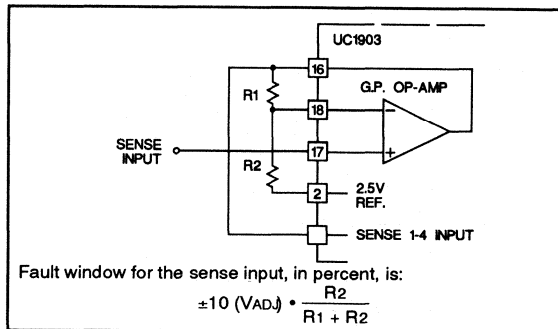 UC1903
16
G.P. OP-AMP
R1
18
−
SENSE
INPUT
17
+
R2
2
2.5V
REF.
SENSE 1-4 INPUT
Fault window for the sense input, in percent, is:
±10 (VADJ) • R2
R1 + R2